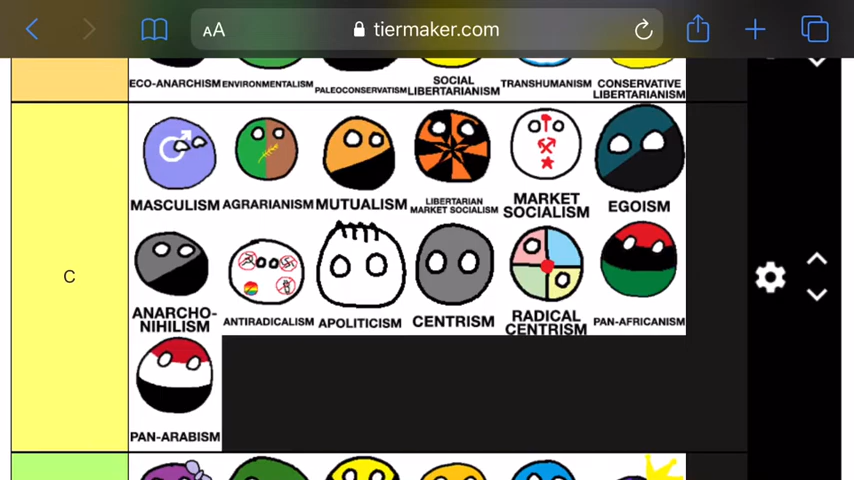 AA tiermaker.com
ECO-ANARCHISM ENVIRONMENTALISM PALEOCONSERVATISM SOCIAL LIBERTARIANISM TRANSHUMANISM CONSERVATIVE LIBERTARIANISM
C
MASCULISM AGRARIANISM MUTUALISM LIBERTARIAN MARKET SOCIALISM MARKET SOCIALISM EGOISM
ANARCHO-NIHILISM ANTIRADICALISM APOLITICISM CENTRISM RADICAL CENTRISM PAN-AFRICANISM
PAN-ARABISM